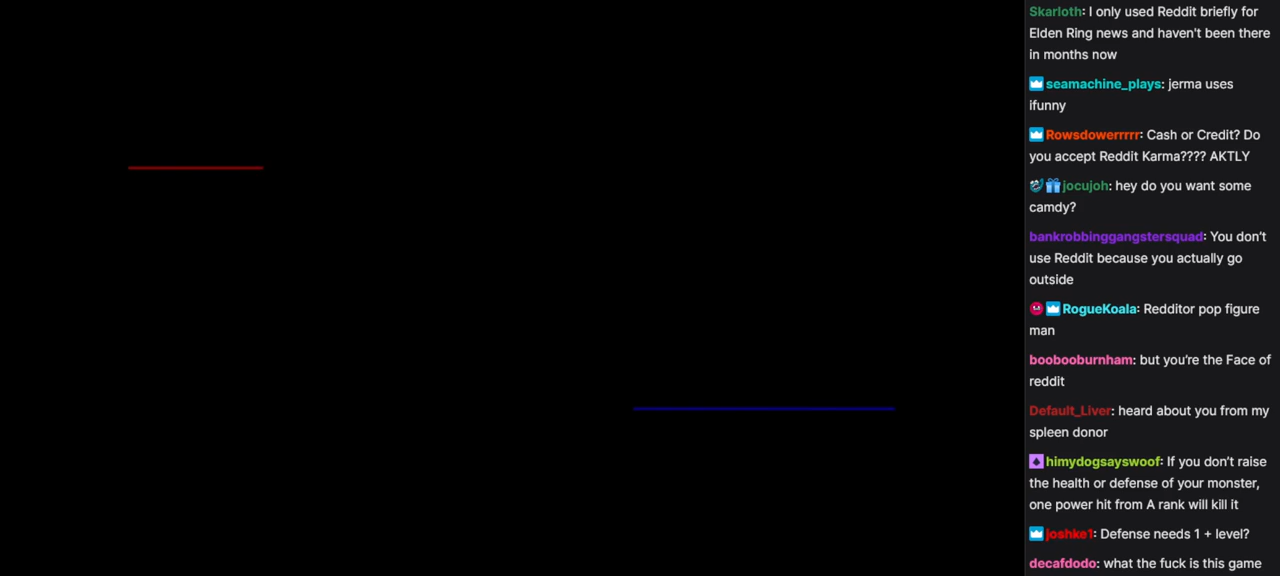 Skarloth: I only used Reddit briefly for
Elden Ring news and haven't been there
in months now
seamachine_plays: jerma uses
ifunny
Rowsdowerrrrr: Cash or Credit? Do
you accept Reddit Karma???? AKTLY
jocujoh: hey do you want some
camdy?
bankrobbinggangstersquad: You don't
use Reddit because you actually go
outside
RogueKoala: Redditor pop figure
man
boobooburnham: but you're the Face of
reddit
Default_Liver: heard about you from my
spleen donor
himydogsayswoof: If you don't raise
the health or defense of your monster,
one power hit from A rank will kill it
joshke1: Defense needs 1 + level?
decafdodo: what the fuck is this game